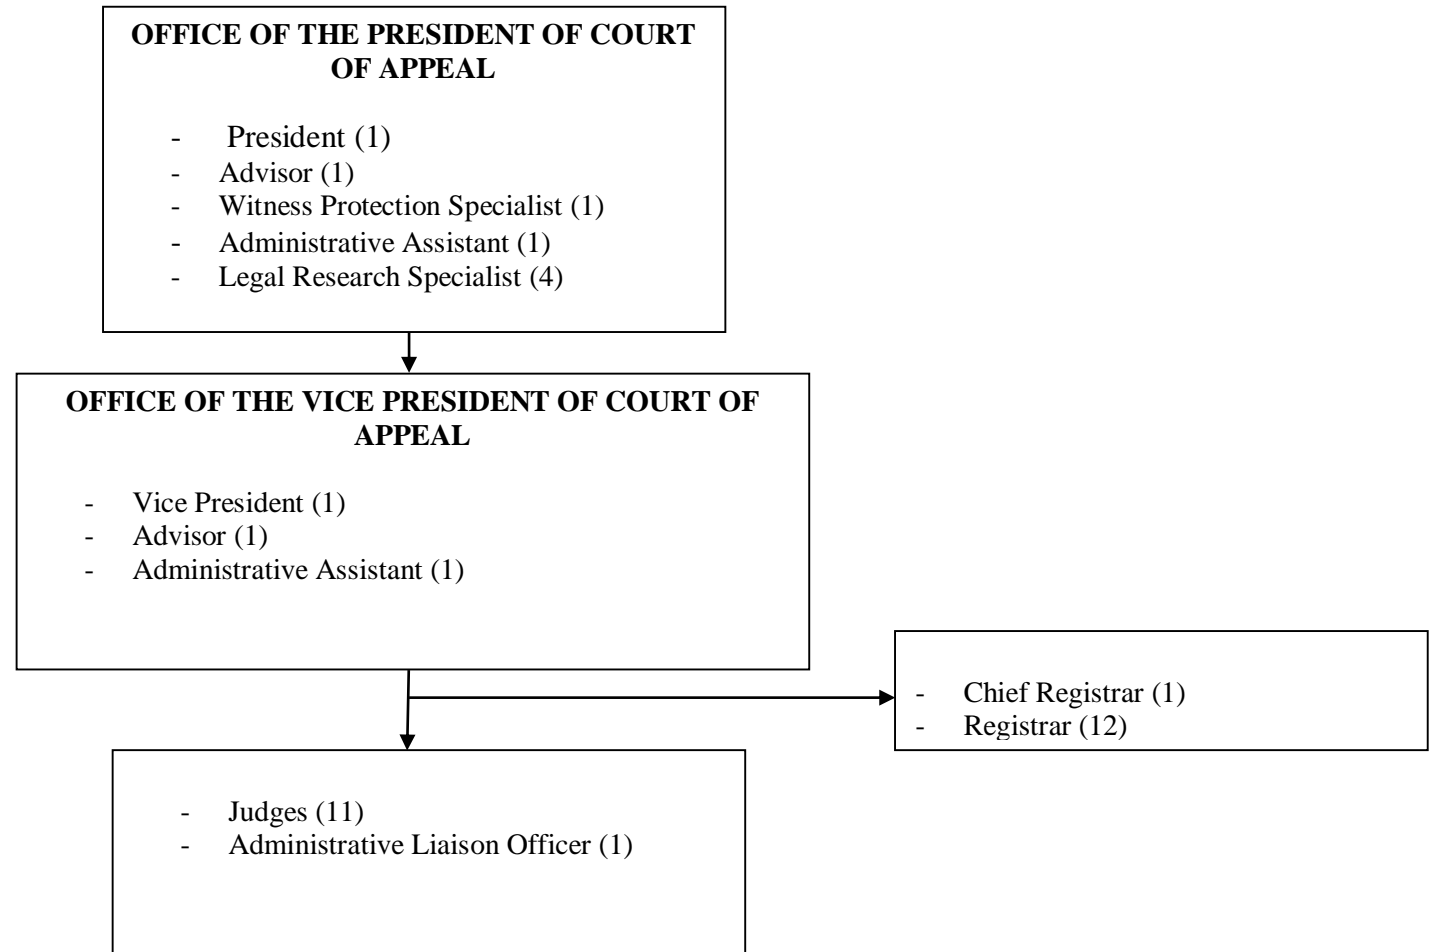 OFFICE OF THE PRESIDENT OF COURT
OF APPEAL
- President (1)
- Advisor (1)
- Witness Protection Specialist (1)
- Administrative Assistant (1)
- Legal Research Specialist (4)
OFFICE OF THE VICE PRESIDENT OF COURT OF
APPEAL
- Vice President (1)
- Advisor (1)
- Administrative Assistant (1)
- Chief Registrar (1)
- Registrar (12)
- Judges (11)
- Administrative Liaison Officer (1)